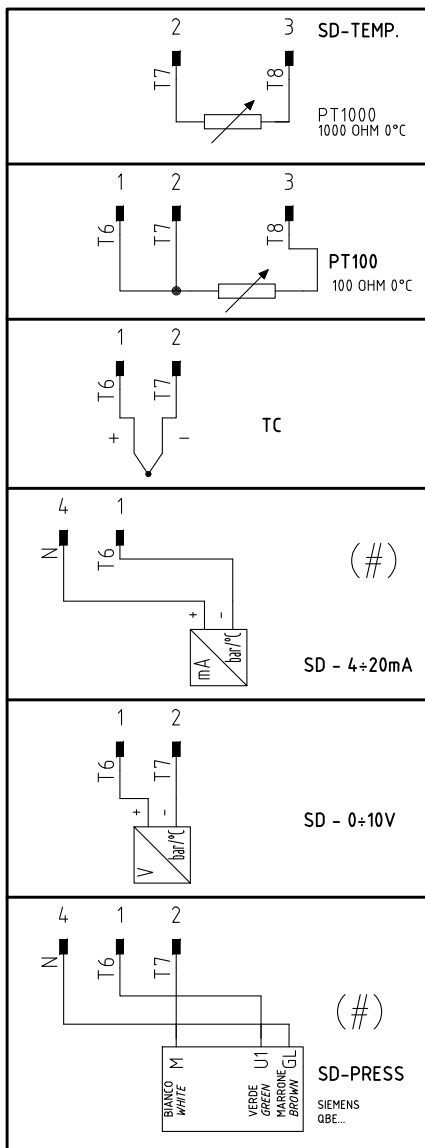 2 3 SD-TEMP.
T7 T8
PT1000
1000 OHM 0°C
1 2 3
T6 T7 T8
PT100
100 OHM 0°C
1 2
T6 T7
+ -
TC
4 1
N T6
(#)
+ -
mA bar/°C
SD - 4÷20mA
1 2
T6 T7
+ -
V bar/°C
SD - 0÷10V
4 1 2
N T6 T7
(#)
M U1 GL
BIANCO VERDE MARRONE
WHITE GREEN BROWN
SD-PRESS
SIEMENS
QBE...